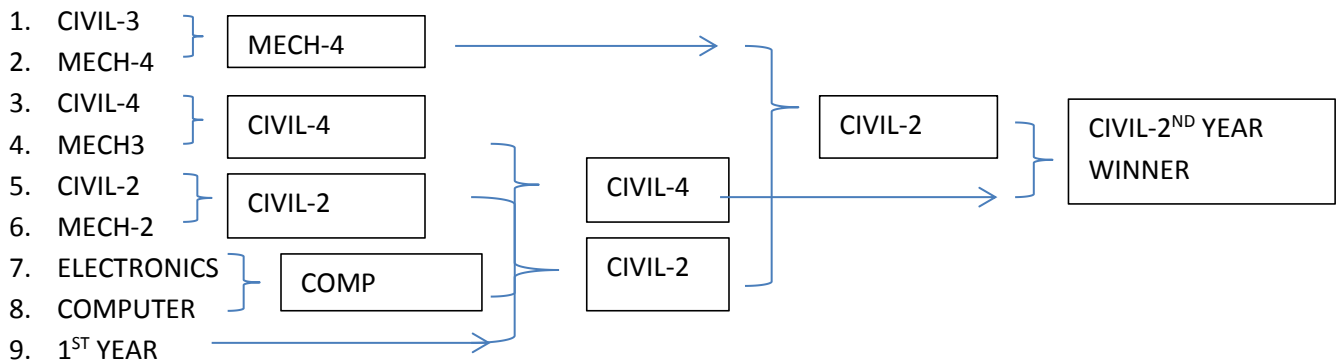 1. CIVIL-3
2. MECH-4
3. CIVIL-4
4. MECH3
5. CIVIL-2
6. MECH-2
7. ELECTRONICS
8. COMPUTER
9. 1ST YEAR
MECH-4
CIVIL-4
CIVIL-2
COMP
CIVIL-4
CIVIL-2
CIVIL-2
CIVIL-2ND YEAR
WINNER